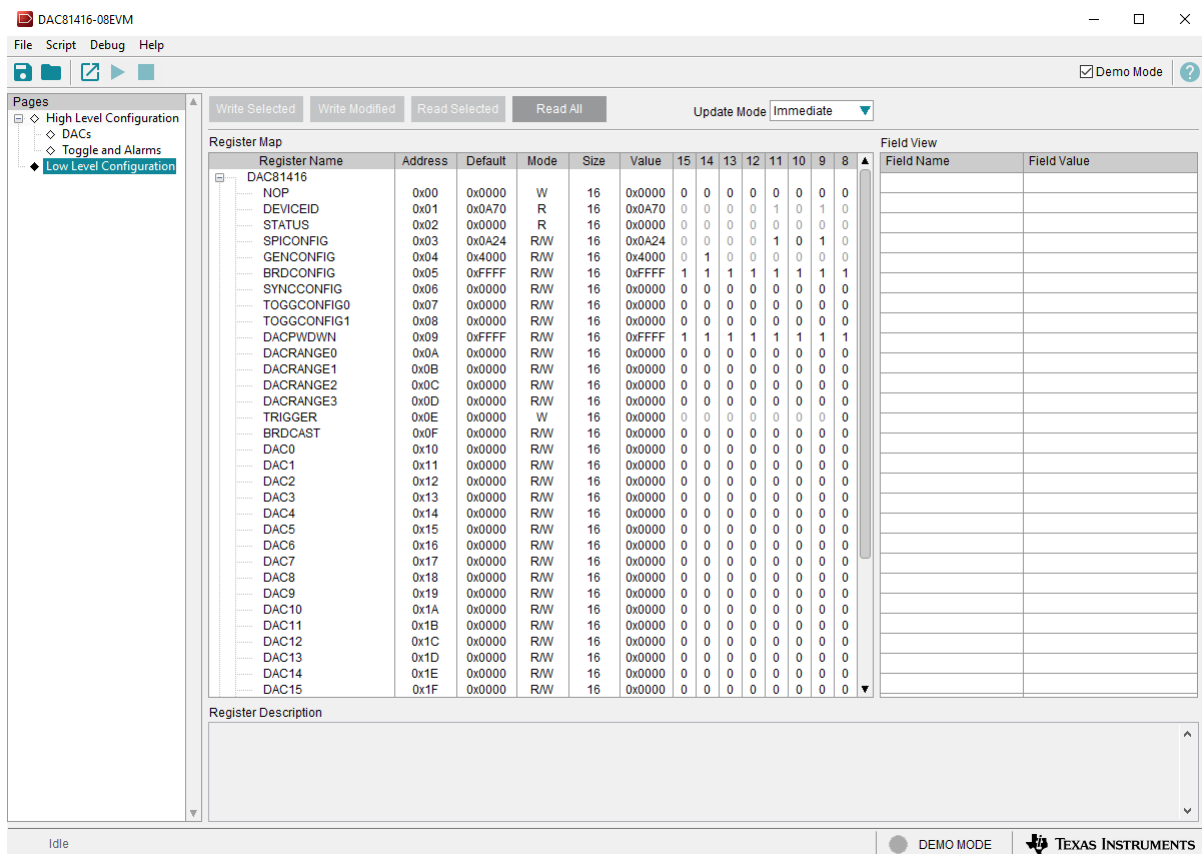 DAC81416-08EVM
File Script Debug Help
Demo Mode ?
Pages
High Level Configuration
DACs
Toggle and Alarms
Low Level Configuration
Write Selected Write Modified Read Selected Read All Update Mode Immediate
Register Map
Register Name Address Default Mode Size Value 15 14 13 12 11 10 9 8
DAC81416
NOP 0x00 0x0000 W 16 0x0000 0 0 0 0 0 0 0 0
DEVICEID 0x01 0x0A70 R 16 0x0A70 0 0 0 0 1 0 1 0
STATUS 0x02 0x0000 R 16 0x0000 0 0 0 0 0 0 0 0
SPICONFIG 0x03 0x0A24 R/W 16 0x0A24 0 0 0 0 1 0 1 0
GENCONFIG 0x04 0x4000 R/W 16 0x4000 0 1 0 0 0 0 0 0
BRDCONFIG 0x05 0xFFFF R/W 16 0xFFFF 1 1 1 1 1 1 1 1
SYNCCONFIG 0x06 0x0000 R/W 16 0x0000 0 0 0 0 0 0 0 0
TOGGCONFIG0 0x07 0x0000 R/W 16 0x0000 0 0 0 0 0 0 0 0
TOGGCONFIG1 0x08 0x0000 R/W 16 0x0000 0 0 0 0 0 0 0 0
DACPWDWN 0x09 0xFFFF R/W 16 0xFFFF 1 1 1 1 1 1 1 1
DACRANGE0 0x0A 0x0000 R/W 16 0x0000 0 0 0 0 0 0 0 0
DACRANGE1 0x0B 0x0000 R/W 16 0x0000 0 0 0 0 0 0 0 0
DACRANGE2 0x0C 0x0000 R/W 16 0x0000 0 0 0 0 0 0 0 0
DACRANGE3 0x0D 0x0000 R/W 16 0x0000 0 0 0 0 0 0 0 0
TRIGGER 0x0E 0x0000 W 16 0x0000 0 0 0 0 0 0 0 0
BRDCAST 0x0F 0x0000 R/W 16 0x0000 0 0 0 0 0 0 0 0
DAC0 0x10 0x0000 R/W 16 0x0000 0 0 0 0 0 0 0 0
DAC1 0x11 0x0000 R/W 16 0x0000 0 0 0 0 0 0 0 0
DAC2 0x12 0x0000 R/W 16 0x0000 0 0 0 0 0 0 0 0
DAC3 0x13 0x0000 R/W 16 0x0000 0 0 0 0 0 0 0 0
DAC4 0x14 0x0000 R/W 16 0x0000 0 0 0 0 0 0 0 0
DAC5 0x15 0x0000 R/W 16 0x0000 0 0 0 0 0 0 0 0
DAC6 0x16 0x0000 R/W 16 0x0000 0 0 0 0 0 0 0 0
DAC7 0x17 0x0000 R/W 16 0x0000 0 0 0 0 0 0 0 0
DAC8 0x18 0x0000 R/W 16 0x0000 0 0 0 0 0 0 0 0
DAC9 0x19 0x0000 R/W 16 0x0000 0 0 0 0 0 0 0 0
DAC10 0x1A 0x0000 R/W 16 0x0000 0 0 0 0 0 0 0 0
DAC11 0x1B 0x0000 R/W 16 0x0000 0 0 0 0 0 0 0 0
DAC12 0x1C 0x0000 R/W 16 0x0000 0 0 0 0 0 0 0 0
DAC13 0x1D 0x0000 R/W 16 0x0000 0 0 0 0 0 0 0 0
DAC14 0x1E 0x0000 R/W 16 0x0000 0 0 0 0 0 0 0 0
DAC15 0x1F 0x0000 R/W 16 0x0000 0 0 0 0 0 0 0 0
Field View
Field Name Field Value
Register Description
Idle DEMO MODE TEXAS INSTRUMENTS